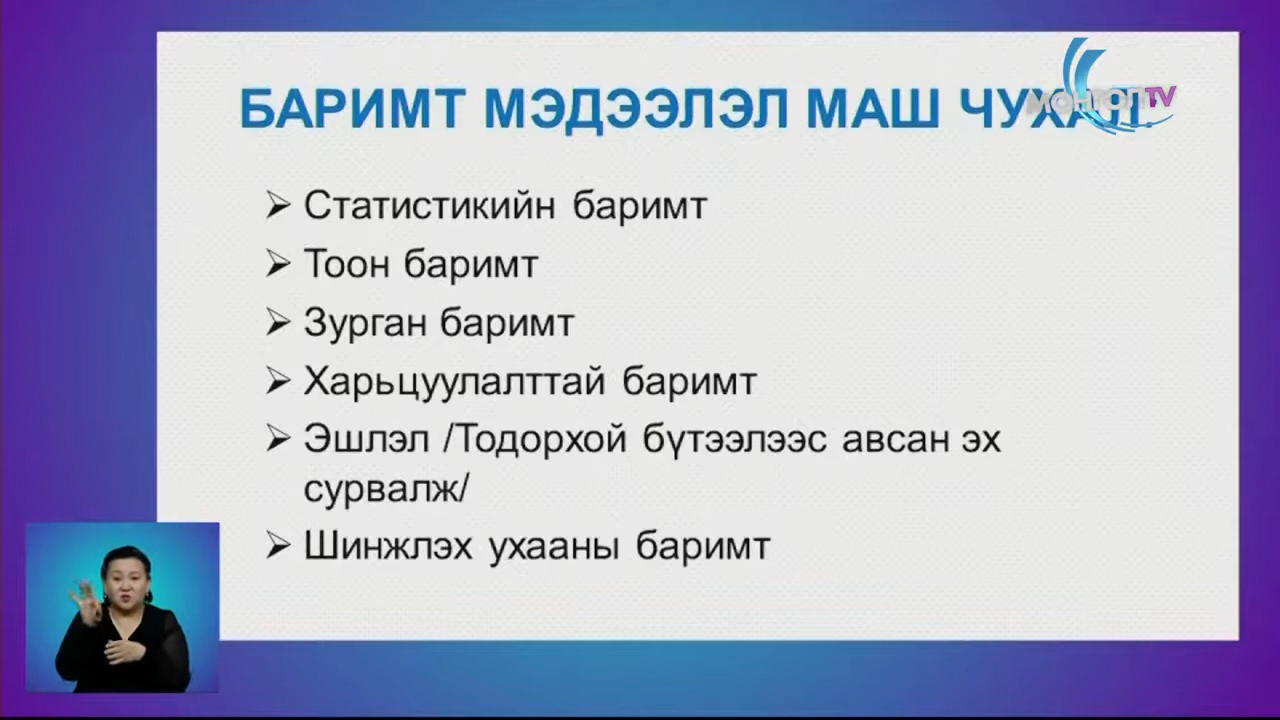 БАРИМТ МЭДЭЭЛЭЛ МАШ ЧУХАЛ.
МОНГОЛ TV
Статистикийн баримт
Тоон баримт
Зурган баримт
Харьцуулалттай баримт
Эшлэл /Тодорхой бүтээлээс авсан эх
сурвалж/
Шинжлэх ухааны баримт